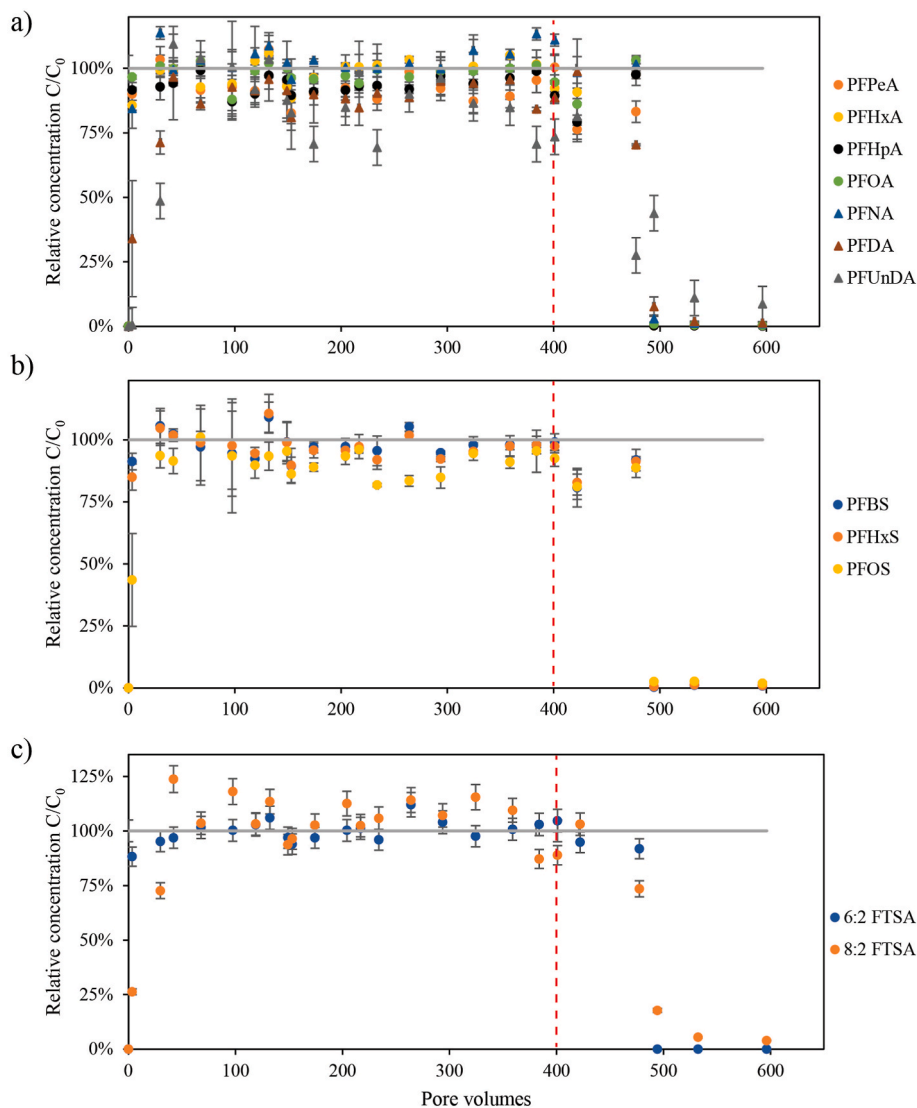 a)
Relative concentration C/C0
100%
75%
50%
25%
0%
0 100 200 300 400 500 600
PFPeA
PFHxA
PFHpA
PFOA
PFNA
PFDA
PFUnDA
b)
Relative concentration C/C0
100%
75%
50%
25%
0%
0 100 200 300 400 500 600
PFBS
PFHxS
PFOS
c)
Relative concentration C/C0
125%
100%
75%
50%
25%
0%
0 100 200 300 400 500 600
Pore volumes
6:2 FTSA
8:2 FTSA